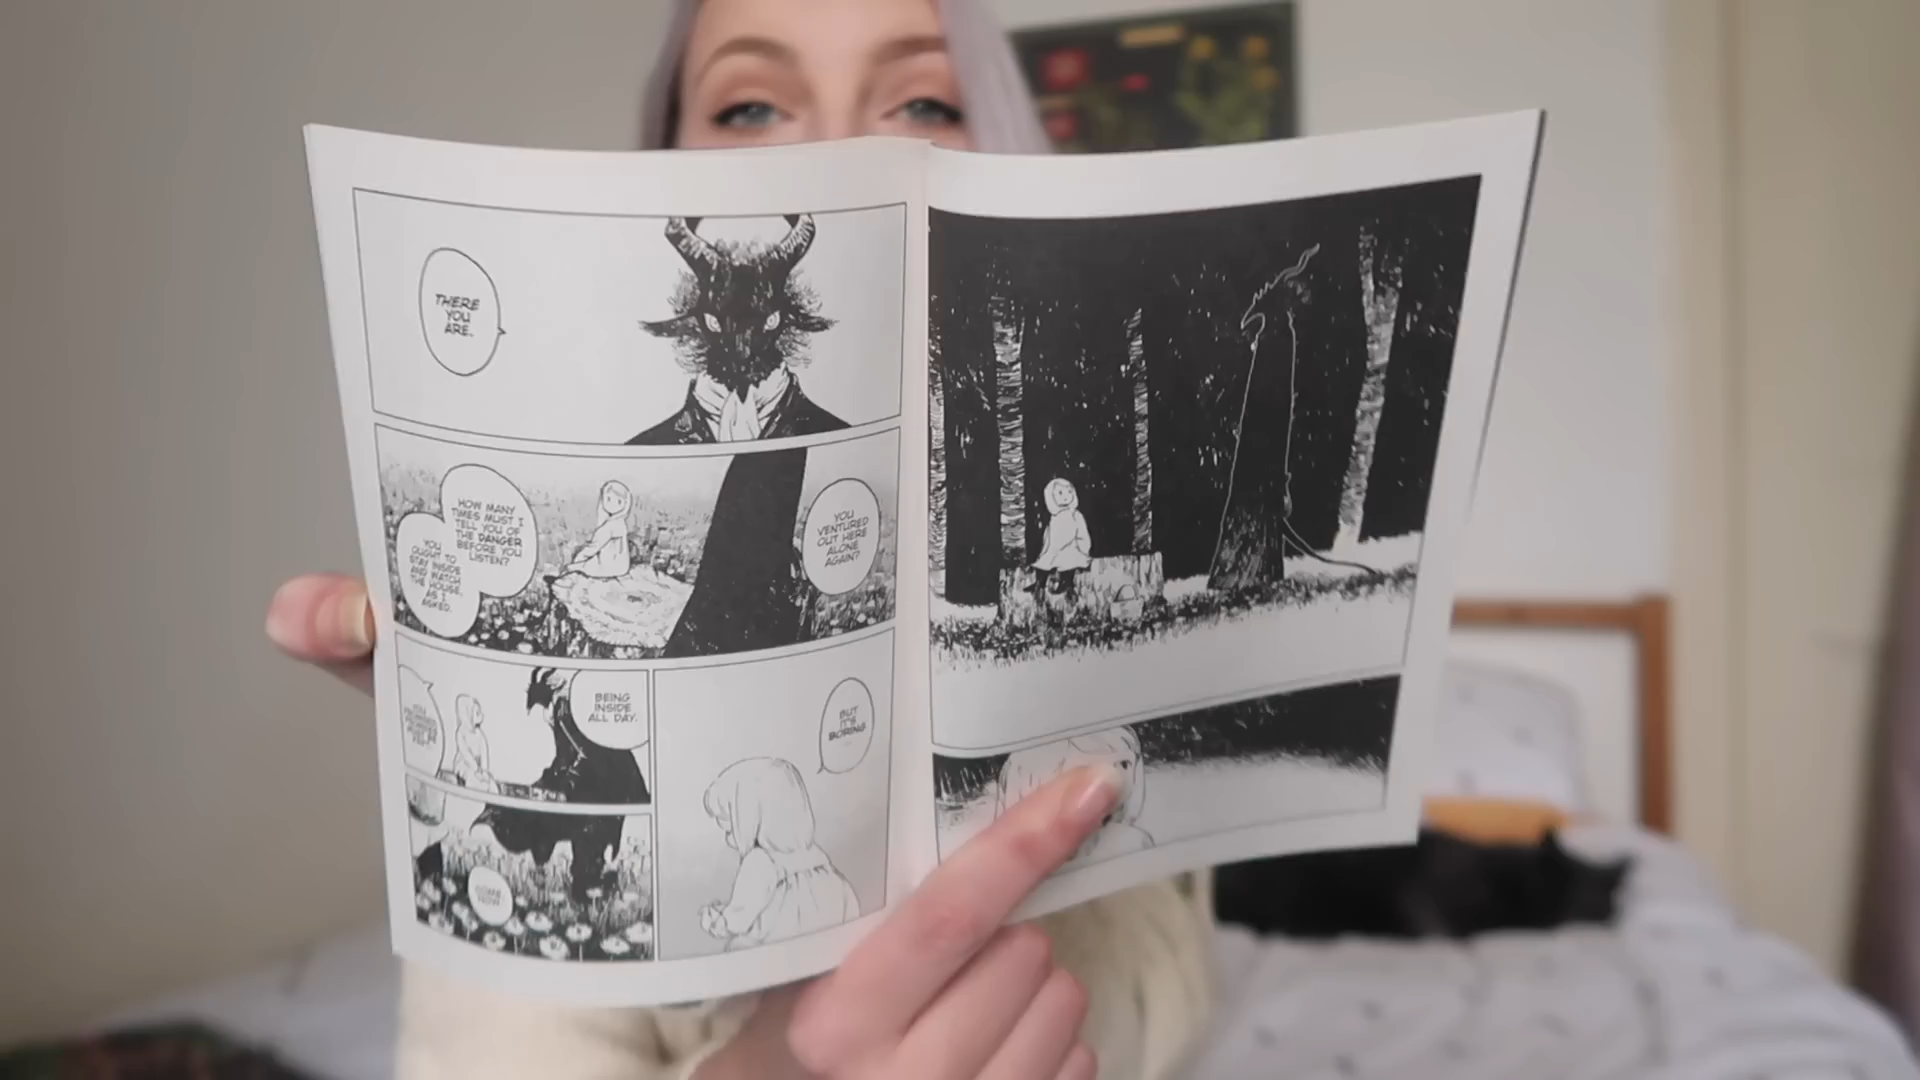 THERE
YOU
ARE.
YOU
VENTURED
OUT HERE
ALONE
AGAIN?
HOW MANY
TIMES MUST I
TELL YOU OF
THE DANGER
BEFORE YOU
LISTEN?
YOU
OUGHT TO
STAY INSIDE
AND WATCH
THE HOUSE,
AS I
ASKED.
BEING
INSIDE
ALL DAY.
BUT
IT'S
BORING
COME,
NOW.